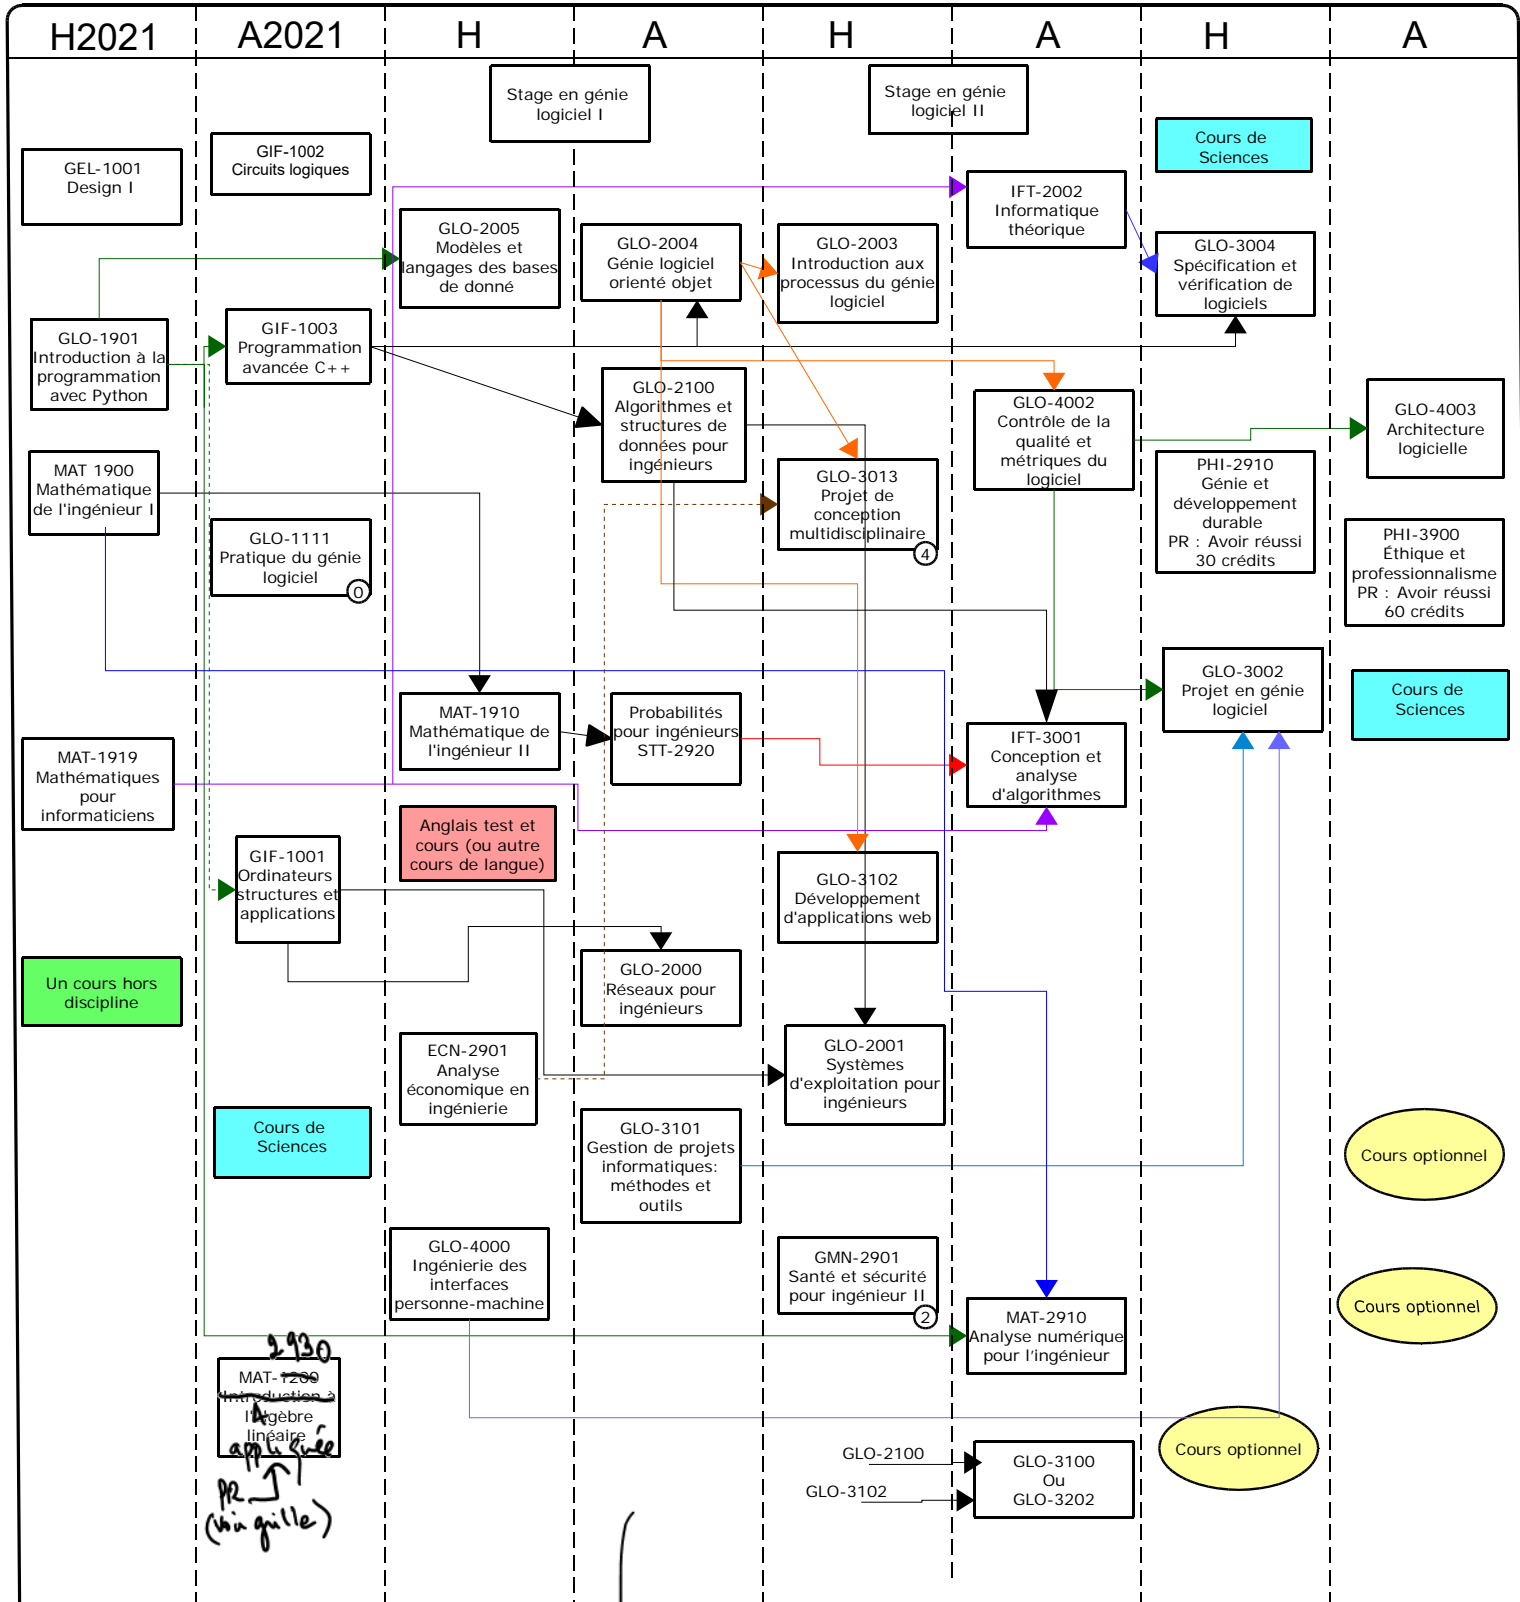 H2021
A2021
H
A
H
A
H
A
Stage en génie
logiciel I
Stage en génie
logiciel II
GEL-1001
Design I
GLO-1901
Introduction à la
programmation
avec Python
MAT 1900
Mathématique
de l'ingénieur I
MAT-1919
Mathématiques
pour
informaticiens
Un cours hors
discipline
GIF-1002
Circuits logiques
GIF-1003
Programmation
avancée C++
GLO-1111
Pratique du génie
logiciel
0
GIF-1001
Ordinateurs
structures et
applications
Cours de
Sciences
2930
MAT-1200
Introduction à
l'algèbre
linéaire
appliquée
PR
(voir grille)
GLO-2005
Modèles et
langages des bases
de donné
MAT-1910
Mathématique de
l'ingénieur II
Anglais test et
cours (ou autre
cours de langue)
ECN-2901
Analyse
économique en
ingénierie
GLO-4000
Ingénierie des
interfaces
personne-machine
GLO-2004
Génie logiciel
orienté objet
GLO-2100
Algorithmes et
structures de
données pour
ingénieurs
Probabilités
pour ingénieurs
STT-2920
GLO-2000
Réseaux pour
ingénieurs
GLO-3101
Gestion de projets
informatiques:
méthodes et
outils
GLO-2003
Introduction aux
processus du génie
logiciel
GLO-3013
Projet de
conception
multidisciplinaire
4
GLO-3102
Développement
d'applications web
GLO-2001
Systèmes
d'exploitation pour
ingénieurs
GMN-2901
Santé et sécurité
pour ingénieur II
2
GLO-2100
GLO-3102
IFT-2002
Informatique
théorique
GLO-4002
Contrôle de la
qualité et
métriques du
logiciel
IFT-3001
Conception et
analyse
d'algorithmes
MAT-2910
Analyse numérique
pour l'ingénieur
GLO-3100
Ou
GLO-3202
Cours de
Sciences
GLO-3004
Spécification et
vérification de
logiciels
PHI-2910
Génie et
développement
durable
PR : Avoir réussi
30 crédits
GLO-3002
Projet en génie
logiciel
Cours optionnel
GLO-4003
Architecture
logicielle
PHI-3900
Éthique et
professionnalisme
PR : Avoir réussi
60 crédits
Cours de
Sciences
Cours optionnel
Cours optionnel